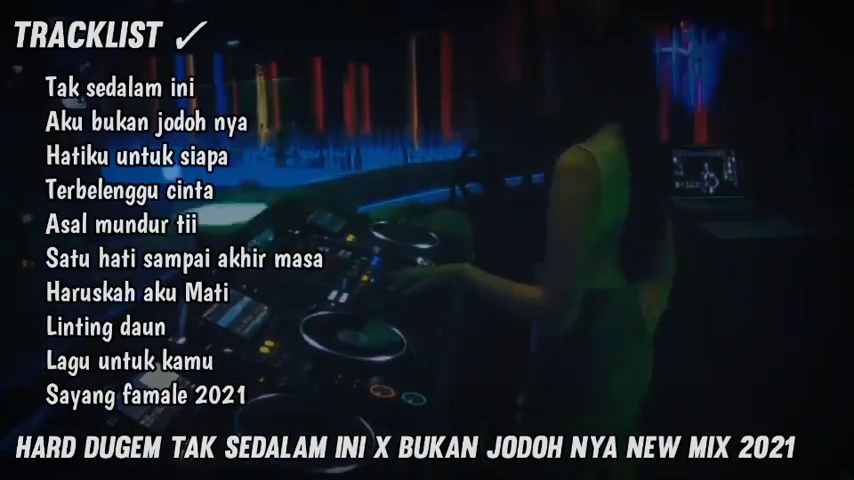 TRACKLIST ✓
Tak sedalam ini
Aku bukan jodoh nya
Hatiku untuk siapa
Terbelenggu cinta
Asal mundur tii
Satu hati sampai akhir masa
Haruskah aku Mati
Linting daun
Lagu untuk kamu
Sayang famale 2021
HARD DUGEM TAK SEDALAM INI X BUKAN JODOH NYA NEW MIX 2021